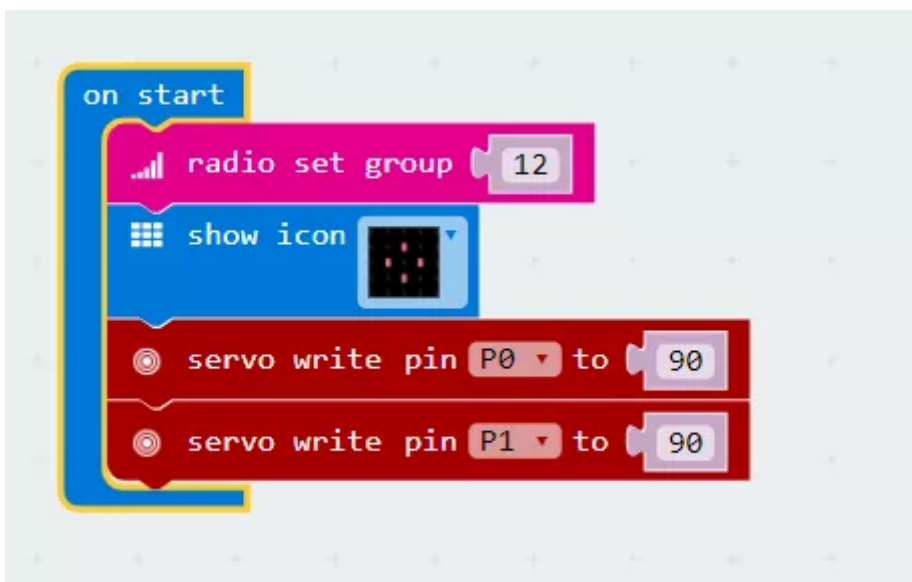 on start
radio set group 12
show icon
servo write pin P0 to 90
servo write pin P1 to 90